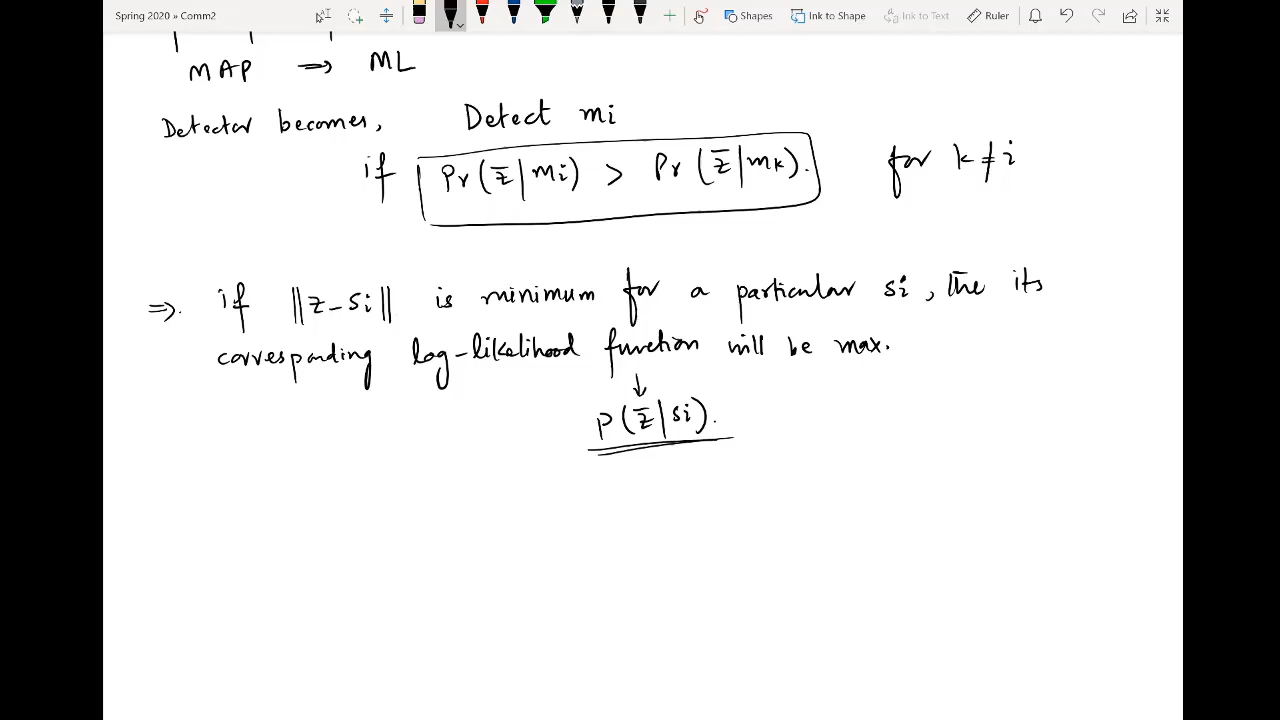 Spring 2020 » Comm2
Shapes
Ink to Shape
Ink to Text
Ruler
MAP ⇒ ML
Detector becomes, Detect mi
if Pr(z̄|mi) > Pr(z̄|mk). for k≠i
⇒. if ||z-si|| is minimum for a particular si, the its
corresponding log-likelihood function will be max.
↓
p(z̄|si).